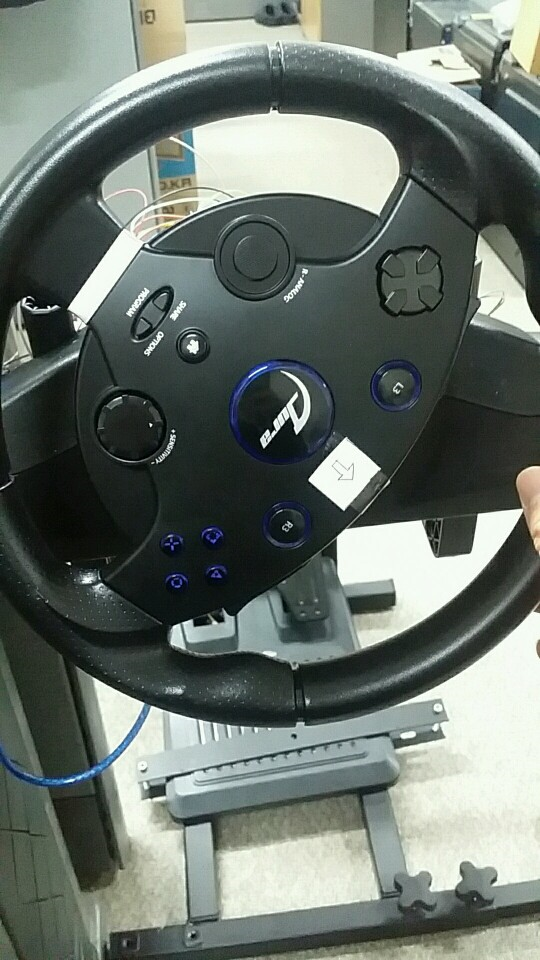 R - ANALOG
PROGRAM
SHARE
OPTIONS
+ SENSITIVITY -
L3
Aura
R3